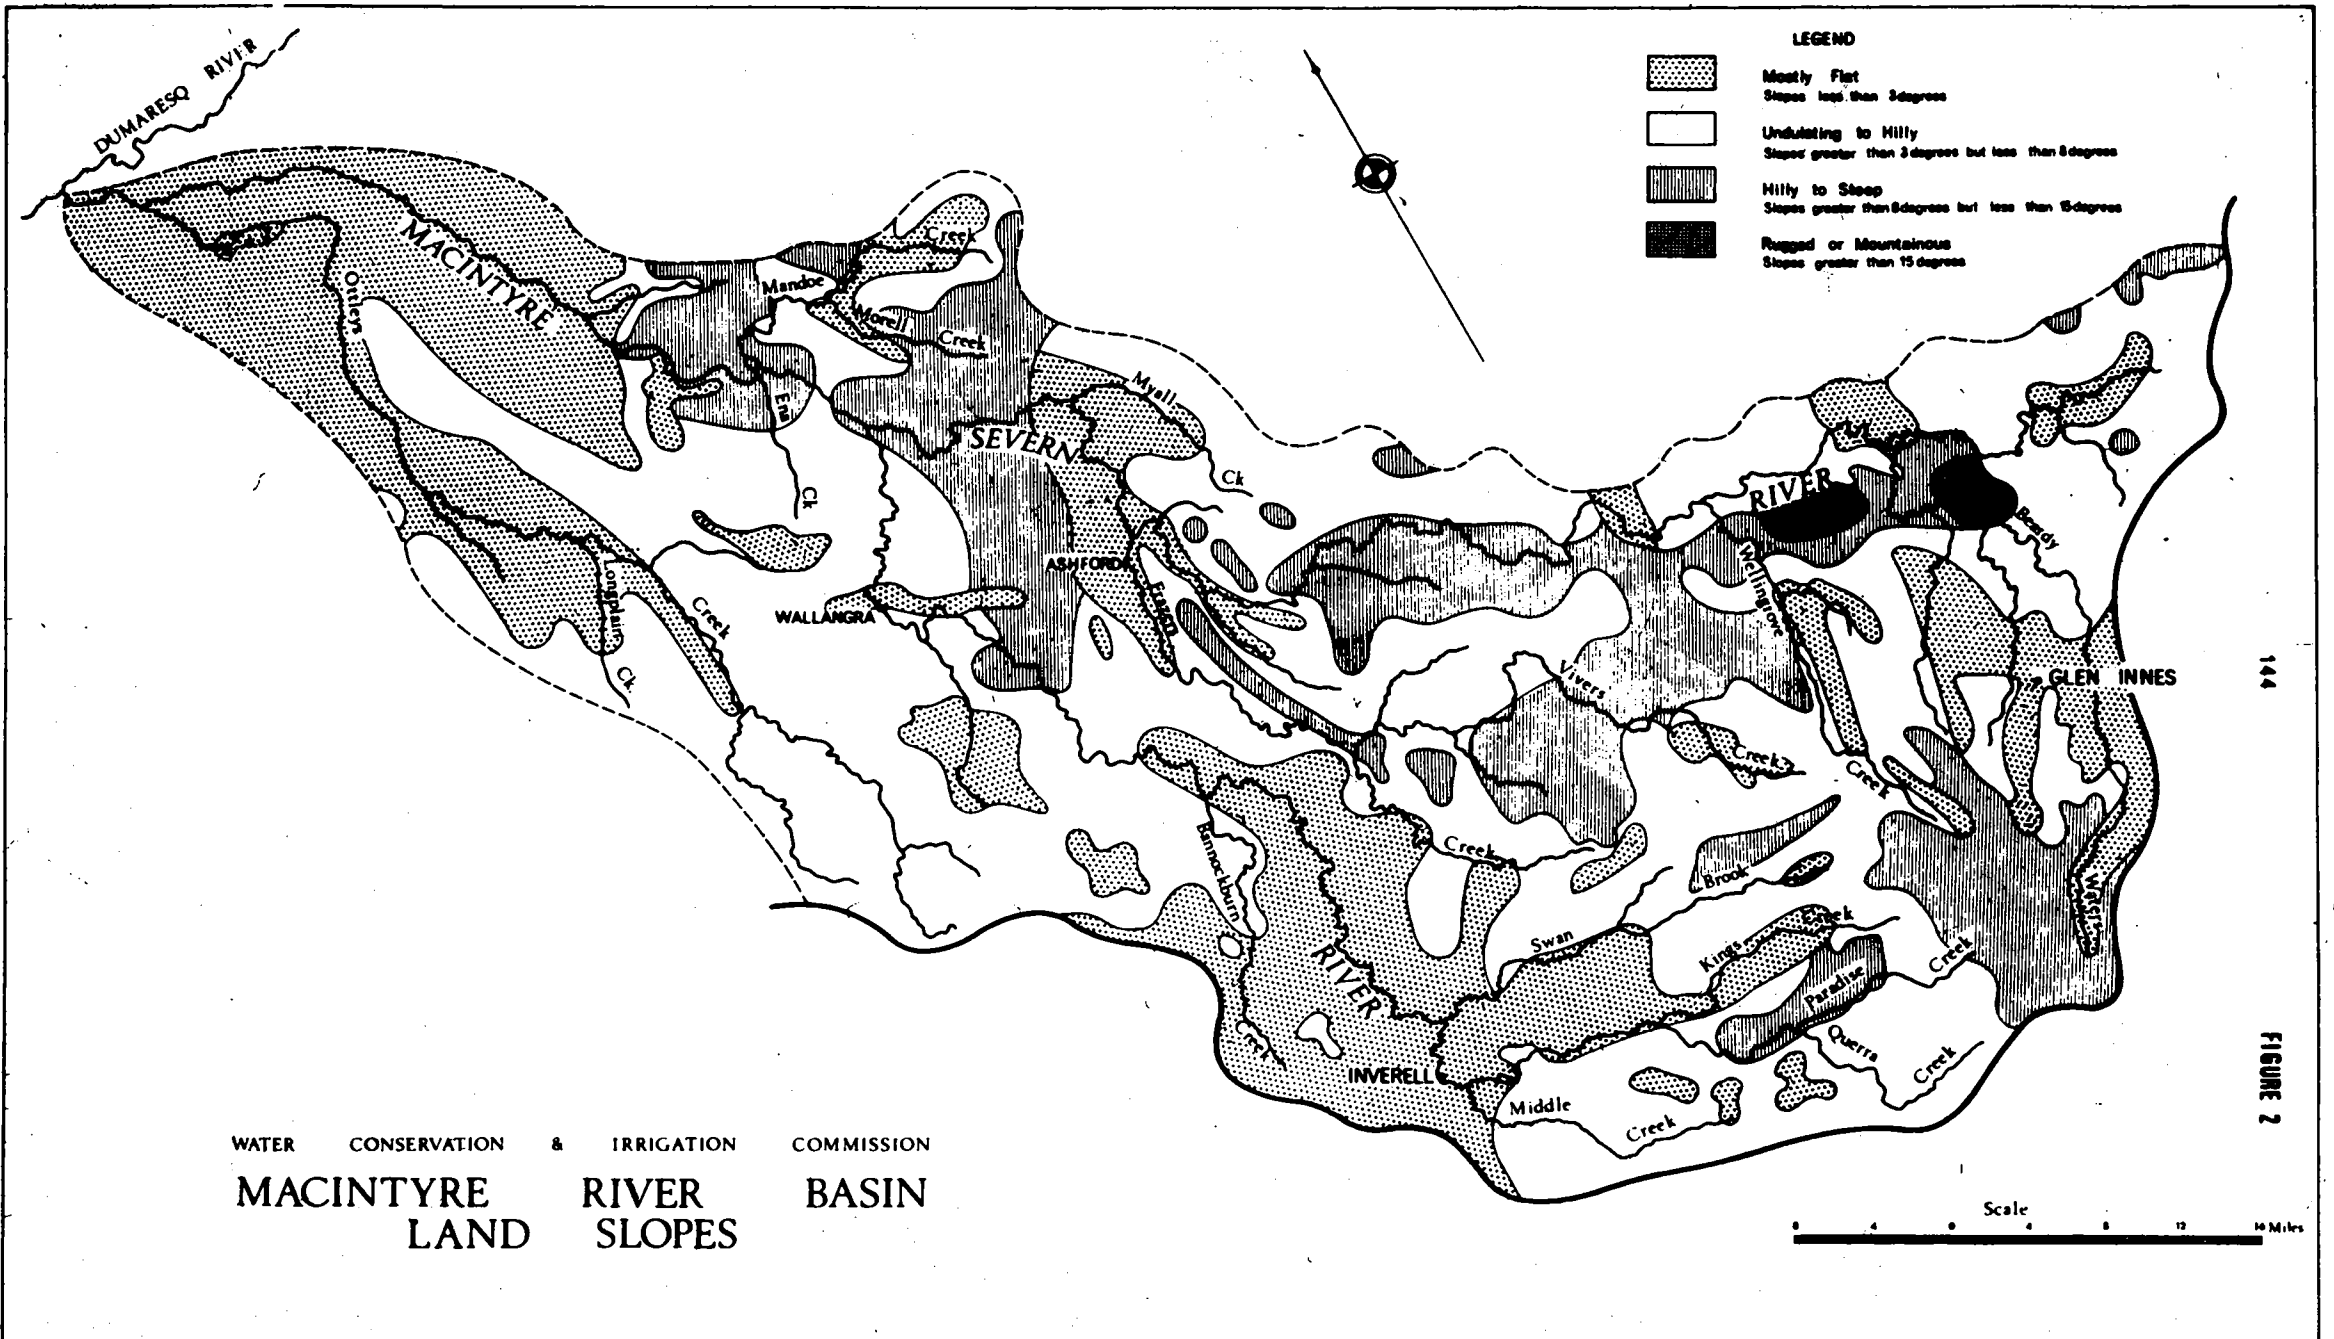 LEGEND
Mostly Flat
Slopes less than 3 degrees
Undulating to Hilly
Slopes greater than 3 degrees but less than 8 degrees
Hilly to Steep
Slopes greater than 8 degrees but less than 15 degrees
Rugged or Mountainous
Slopes greater than 15 degrees
DUMARESQ RIVER
MACINTYRE
Ottleys
Creek
Mandoe
Morell
Creek
Ena
Ck
Myall
Ck
SEVERN
RIVER
Beardy
ASHFORD
Frasers
Wellingrove
Longplain
Ck.
Creek
WALLANGRA
Vivers
GLEN INNES
Creek
Creek
Bannockburn
Creek
Brook
Waters
Creek
Swan
Kings
RIVER
Paradise
Creek
Creek
INVERELL
Querra
Creek
Middle
Creek
144
FIGURE 2
WATER CONSERVATION & IRRIGATION COMMISSION
MACINTYRE RIVER BASIN
LAND SLOPES
Scale
4 0 4 8 12 Miles